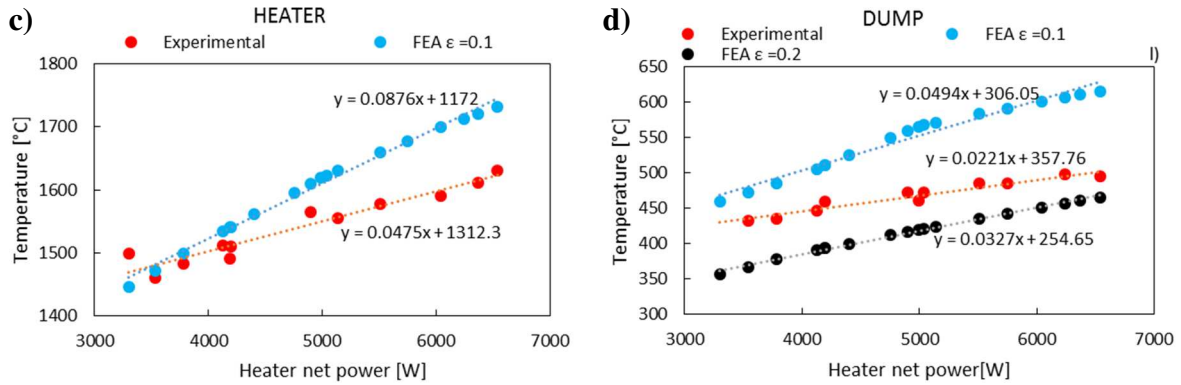 c)
HEATER
Experimental
FEA ε =0.1
1800
1700
1600
1500
1400
y = 0.0876x + 1172
y = 0.0475x + 1312.3
Temperature [°C]
3000 4000 5000 6000 7000
Heater net power[W]
d)
DUMP
Experimental
FEA ε =0.1
FEA ε =0.2
l)
650
600
550
500
450
400
350
300
y = 0.0494x + 306.05
y = 0.0221x + 357.76
y = 0.0327x + 254.65
Temperature [°C]
3000 4000 5000 6000 7000
Heater net power[W]